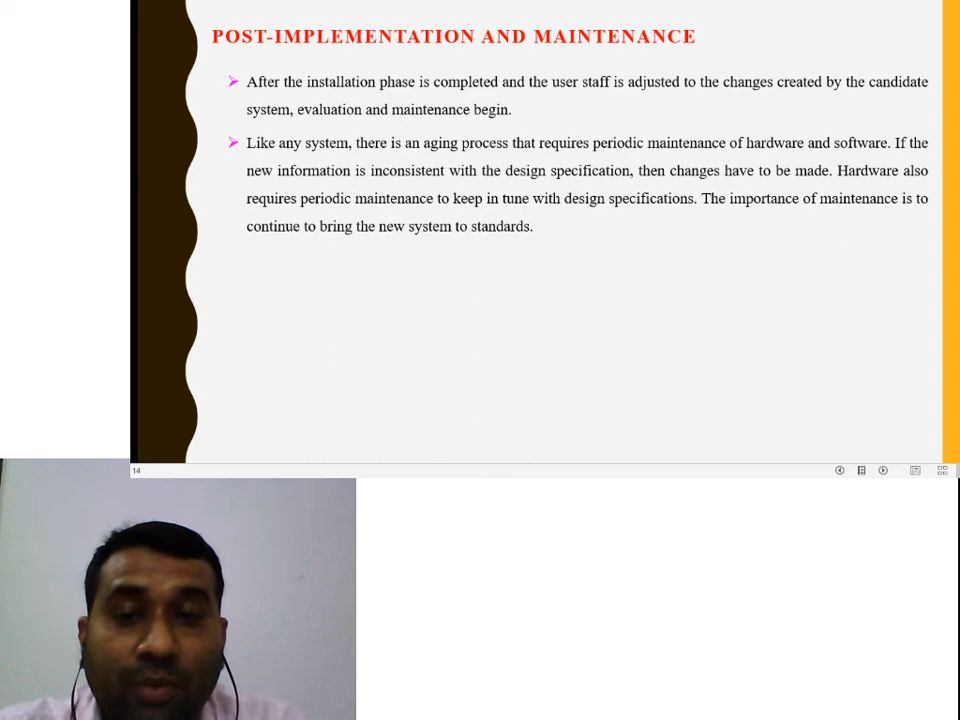 POST-IMPLEMENTATION AND MAINTENANCE
After the installation phase is completed and the user staff is adjusted to the changes created by the candidate
system, evaluation and maintenance begin.
Like any system, there is an aging process that requires periodic maintenance of hardware and software. If the
new information is inconsistent with the design specification, then changes have to be made. Hardware also
requires periodic maintenance to keep in tune with design specifications. The importance of maintenance is to
continue to bring the new system to standards.
14